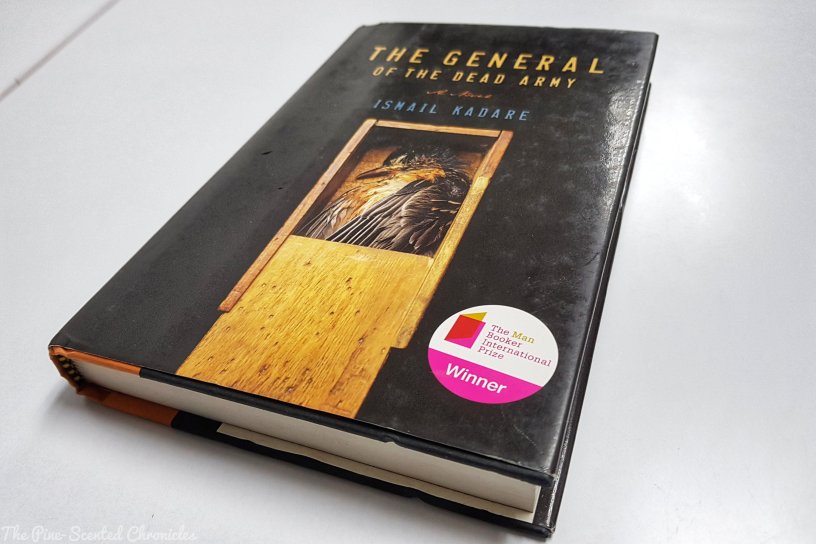 THE GENERAL
OF THE DEAD ARMY
A Novel
ISMAIL KADARE
The Man
Booker
International
Prize
Winner
The Pine-Scented Chronicles